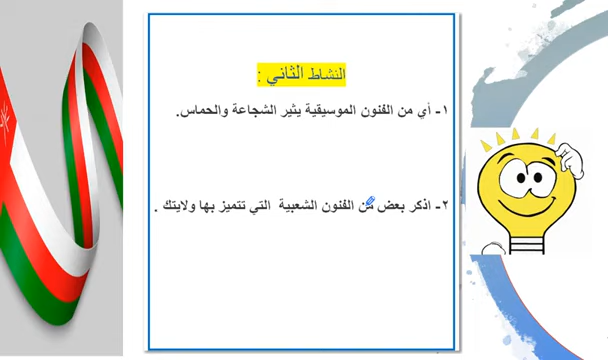 النشاط الثاني :
١- أي من الفنون الموسيقية يثير الشجاعة والحماس.
٢- اذكر بعض من الفنون الشعبية التي تتميز بها ولايتك .